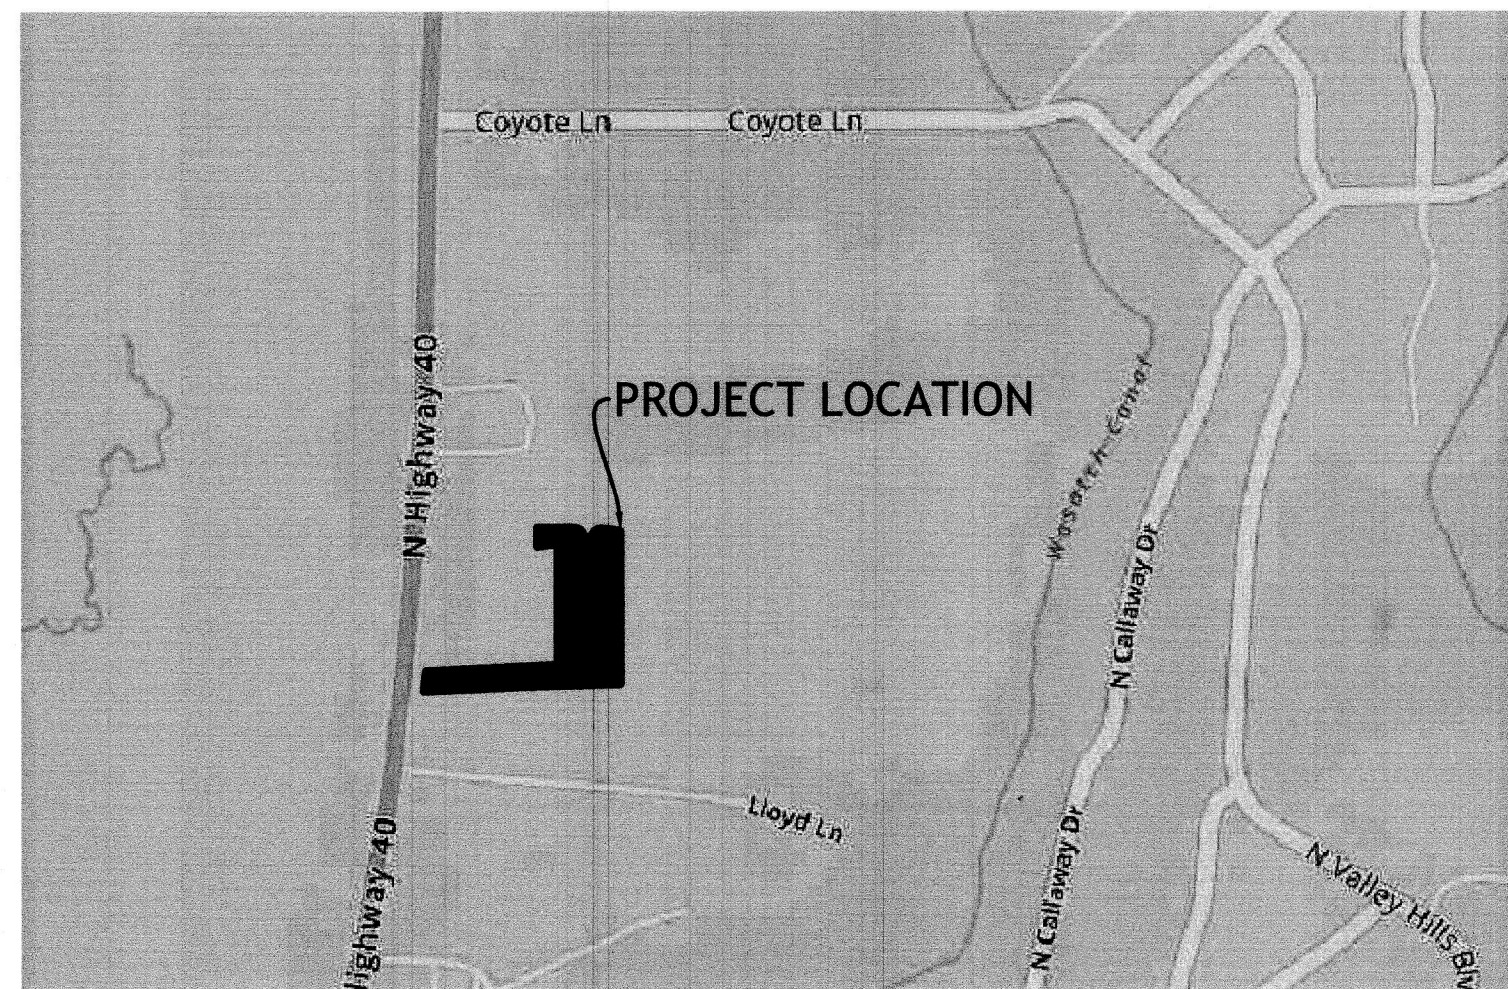 Coyote Ln
Coyote Ln
N Highway 40
PROJECT LOCATION
Wasatch Canal
N Callaway Dr
Lloyd Ln
Highway 40
N Callaway Dr
N Valley Hills Blv